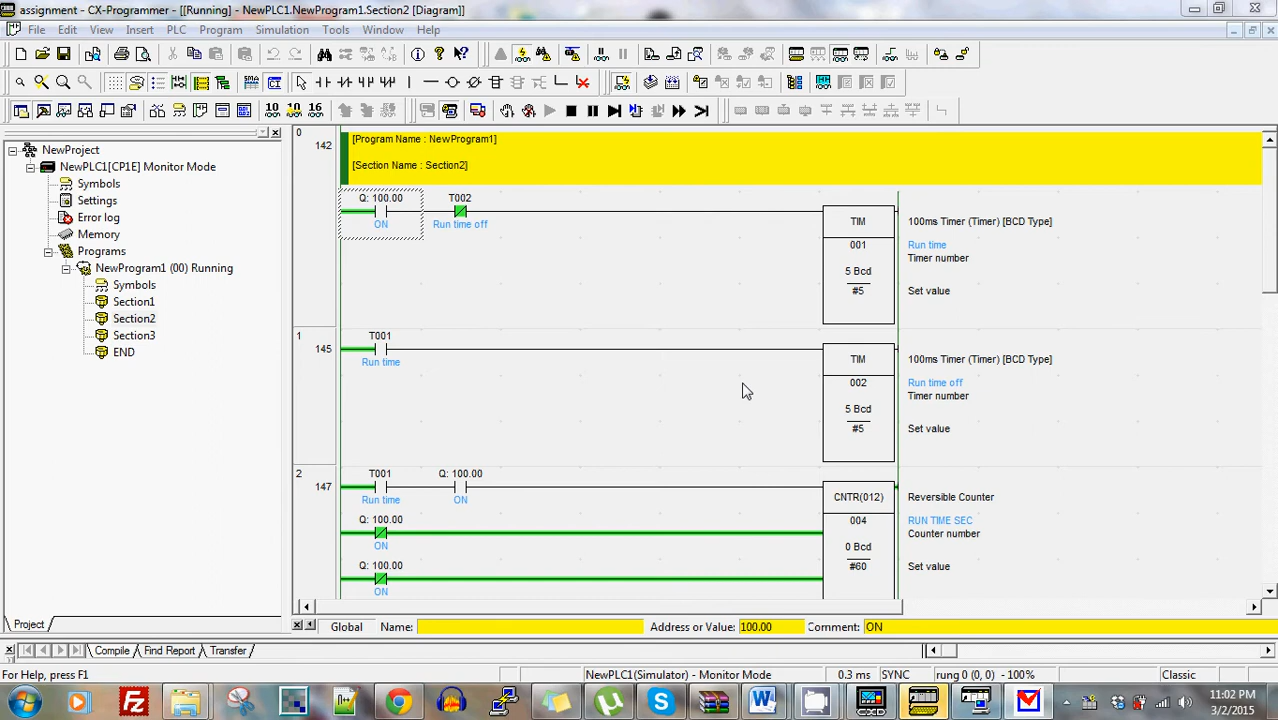 assignment - CX-Programmer - [[Running] - NewPLC1.NewProgram1.Section2 [Diagram]]
File Edit View Insert PLC Program Simulation Tools Window Help
10 10 16
NewProject
NewPLC1[CP1E] Monitor Mode
Symbols
Settings
Error log
Memory
Programs
NewProgram1 (00) Running
Symbols
Section1
Section2
Section3
END
Project
0
142
[Program Name : NewProgram1]
[Section Name : Section2]
Q: 100.00
ON
T002
Run time off
TIM
001
5 Bcd
#5
100ms Timer (Timer) [BCD Type]
Run time
Timer number
Set value
1
145
T001
Run time
TIM
002
5 Bcd
#5
100ms Timer (Timer) [BCD Type]
Run time off
Timer number
Set value
2
147
T001
Run time
Q: 100.00
ON
Q: 100.00
ON
Q: 100.00
ON
CNTR(012)
004
0 Bcd
#60
Reversible Counter
RUN TIME SEC
Counter number
Set value
Global Name: Address or Value: 100.00 Comment: ON
Compile Find Report Transfer
For Help, press F1 NewPLC1(Simulator) - Monitor Mode 0.3 ms SYNC rung 0 (0, 0) - 100% Classic
11:02 PM
3/2/2015